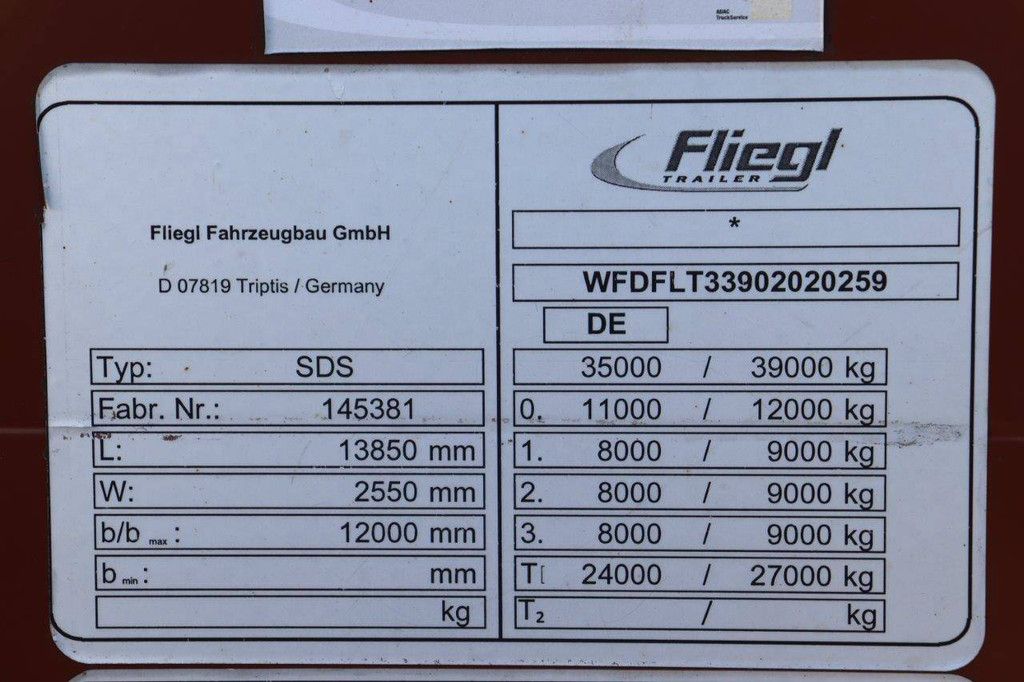 ADAC
TruckService
Fliegl Fahrzeugbau GmbH
D 07819 Triptis / Germany
Typ: SDS
Fabr. Nr.: 145381
L: 13850 mm
W: 2550 mm
b/b max : 12000 mm
b min : mm
kg
Fliegl
TRAILER
*
WFDFLT33902020259
DE
35000 / 39000 kg
0. 11000 / 12000 kg
1. 8000 / 9000 kg
2. 8000 / 9000 kg
3. 8000 / 9000 kg
T[ 24000 / 27000 kg
T₂ / kg